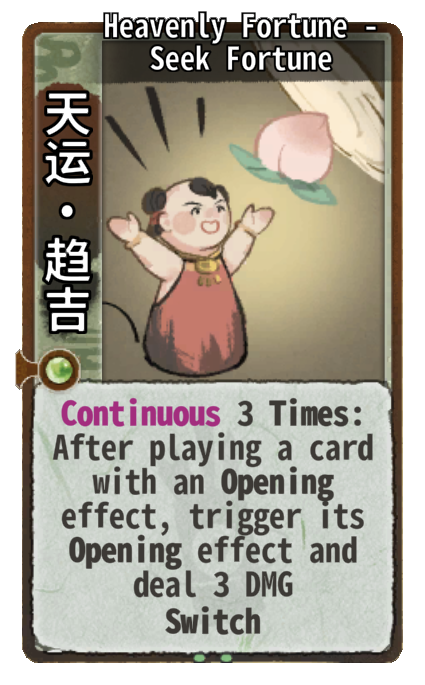 Heavenly Fortune -
Seek Fortune
天运·趋吉
Continuous 3 Times:
After playing a card
with an Opening
effect, trigger its
Opening effect and
deal 3 DMG
Switch